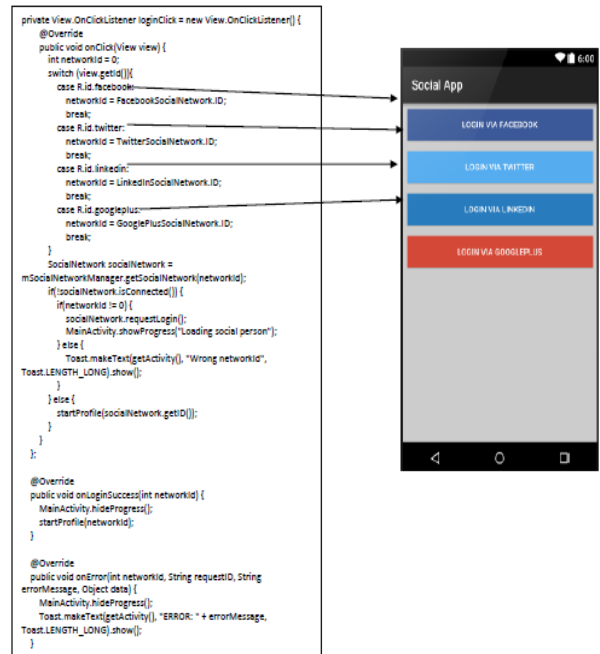 private View.OnClickListener loginClick = new View.OnClickListener() {
@Override
public void onClick(View view) {
int networkId = 0;
switch (view.getId()){
case R.id.facebook:
networkId = FacebookSocialNetwork.ID;
break;
case R.id.twitter:
networkId = TwitterSocialNetwork.ID;
break;
case R.id.linkedin:
networkId = LinkedInSocialNetwork.ID;
break;
case R.id.googleplus:
networkId = GooglePlusSocialNetwork.ID;
break;
}
SocialNetwork socialNetwork =
mSocialNetworkManager.getSocialNetwork(networkId);
if(!socialNetwork.isConnected()) {
if(networkId != 0) {
socialNetwork.requestLogin();
MainActivity.showProgress("Loading social person");
} else {
Toast.makeText(getActivity(), "Wrong networkId",
Toast.LENGTH_LONG).show();
}
} else {
startProfile(socialNetwork.getID());
}
}
};
@Override
public void onLoginSuccess(int networkId) {
MainActivity.hideProgress();
startProfile(networkId);
}
@Override
public void onError(int networkId, String requestID, String
errorMessage, Object data) {
MainActivity.hideProgress();
Toast.makeText(getActivity(), "ERROR: " + errorMessage,
Toast.LENGTH_LONG).show();
}
6:00
Social App
LOGIN VIA FACEBOOK
LOGIN VIA TWITTER
LOGIN VIA LINKEDIN
LOGIN VIA GOOGLEPLUS